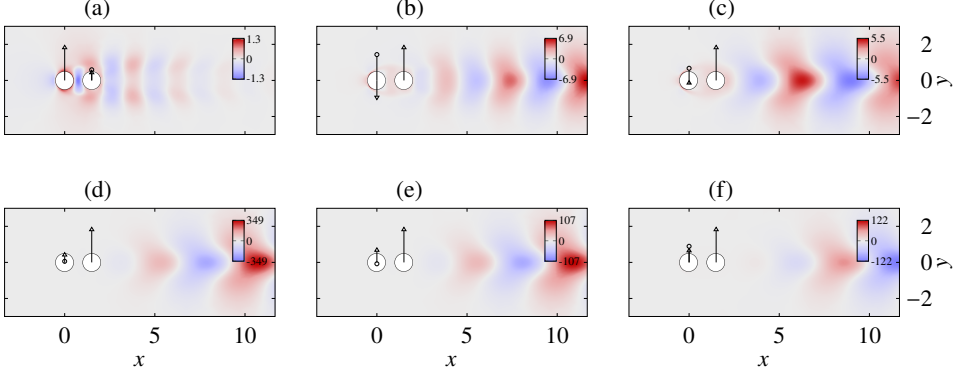 (a) (b) (c)
1.3 6.9 5.5 2
0 0 0 0 y
-1.3 -6.9 -5.5
−2
(d) (e) (f)
349 107 122 2
0 0 0 0 y
-349 -107 -122
−2
0 5 10 0 5 10 0 5 10
x x x